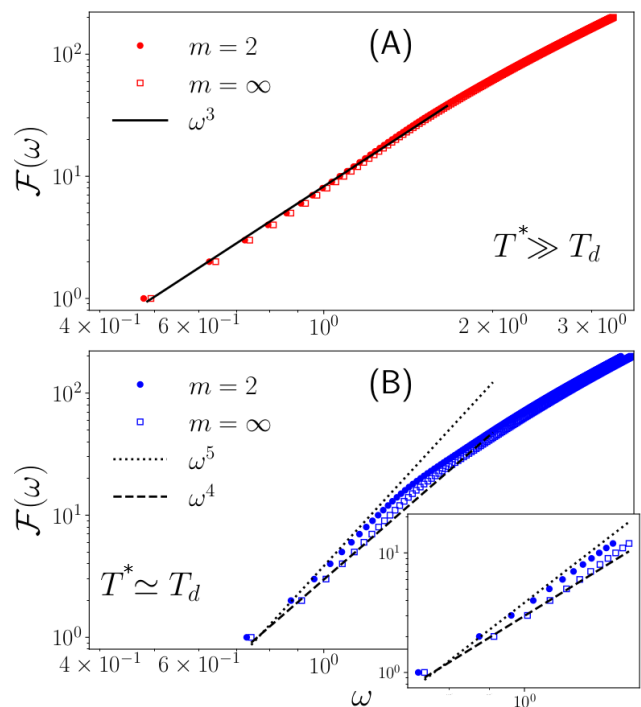 (A)
m = 2
m = ∞
ω³
F(ω)
10²
10¹
10⁰
T* ≫ T_d
4 × 10⁻¹ 6 × 10⁻¹ 10⁰ 2 × 10⁰ 3 × 10⁰
(B)
m = 2
m = ∞
ω⁵
ω⁴
F(ω)
10²
10¹
10⁰
T* ≃ T_d
10¹
10⁰
10⁰
4 × 10⁻¹ 6 × 10⁻¹ 10⁰
ω